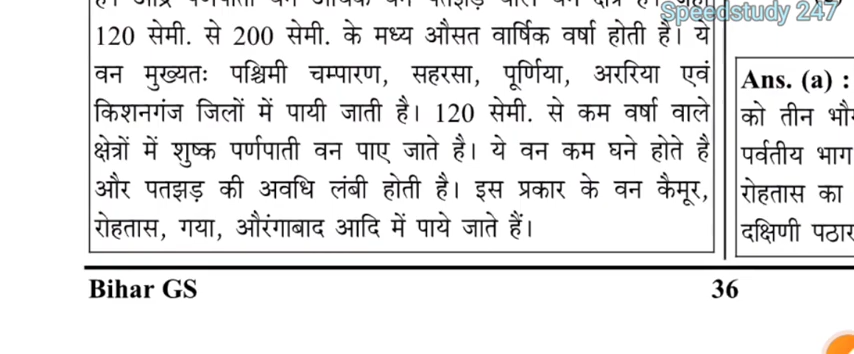 Speedstudy 247
120 सेमी. से 200 सेमी. के मध्य औसत वार्षिक वर्षा होती है। ये
वन मुख्यतः पश्चिमी चम्पारण, सहरसा, पूर्णिया, अररिया एवं
किशनगंज जिलों में पायी जाती है। 120 सेमी. से कम वर्षा वाले
क्षेत्रों में शुष्क पर्णपाती वन पाए जाते है। ये वन कम घने होते है
और पतझड़ की अवधि लंबी होती है। इस प्रकार के वन कैमूर,
रोहतास, गया, औरंगाबाद आदि में पाये जाते हैं।
Ans. (a) :
को तीन
पर्वतीय भाग
रोहतास का
दक्षिणी
Bihar GS 36